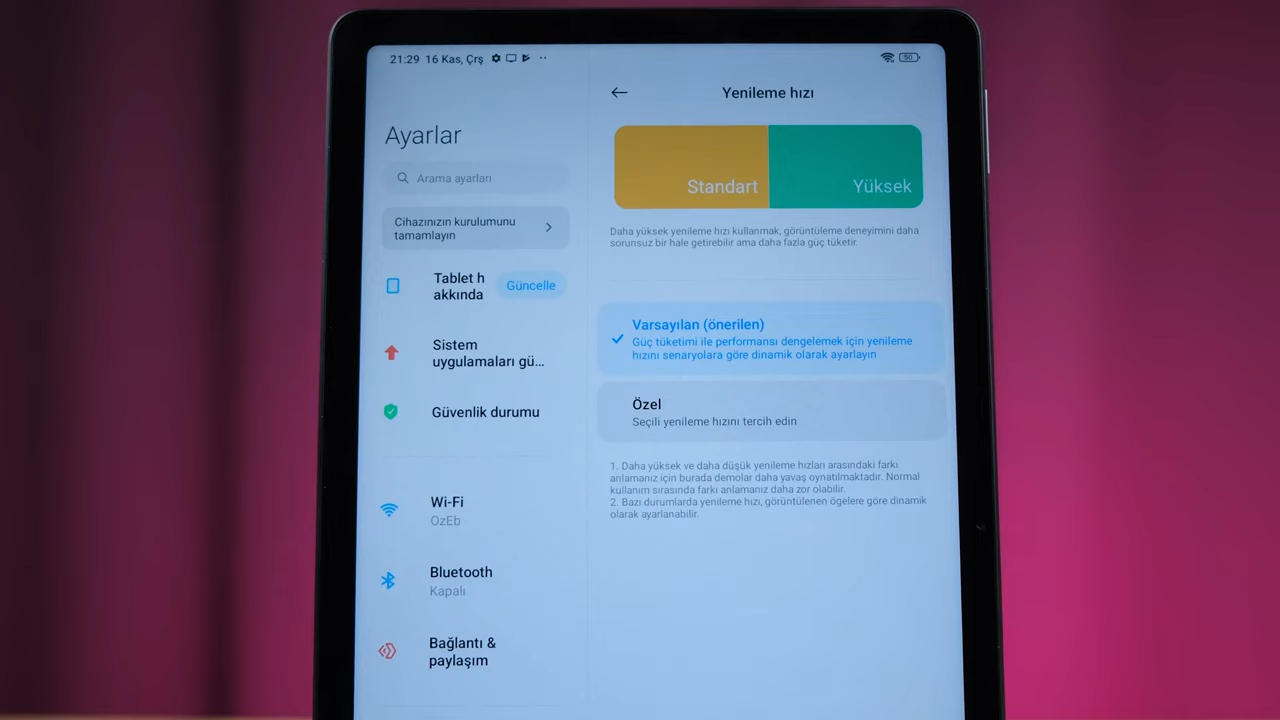 21:29 16 Kas, Çrş
50
Ayarlar
Arama ayarları
Cihazınızın kurulumunu
tamamlayın
Tablet h
akkında
Güncelle
Sistem
uygulamaları gü...
Güvenlik durumu
Wi-Fi
OzEb
Bluetooth
Kapalı
Bağlantı &
paylaşım
Yenileme hızı
Standart
Yüksek
Daha yüksek yenileme hızı kullanmak, görüntüleme deneyimini daha
sorunsuz bir hale getirebilir ama daha fazla güç tüketir.
Varsayılan (önerilen)
Güç tüketimi ile performansı dengelemek için yenileme
hızını senaryolara göre dinamik olarak ayarlayın
Özel
Seçili yenileme hızını tercih edin
1. Daha yüksek ve daha düşük yenileme hızları arasındaki farkı
anlamanız için burada demolar daha yavaş oynatılmaktadır. Normal
kullanım sırasında farkı anlamanız daha zor olabilir.
2. Bazı durumlarda yenileme hızı, görüntülenen ögelere göre dinamik
olarak ayarlanabilir.